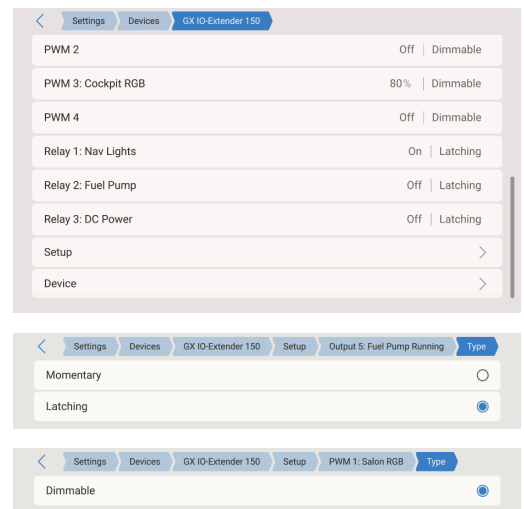 Settings Devices GX IO-Extender 150
PWM 2 Off Dimmable
PWM 3: Cockpit RGB 80% Dimmable
PWM 4 Off Dimmable
Relay 1: Nav Lights On Latching
Relay 2: Fuel Pump Off Latching
Relay 3: DC Power Off Latching
Setup
Device
Settings Devices GX IO-Extender 150 Setup Output 5: Fuel Pump Running Type
Momentary
Latching
Settings Devices GX IO-Extender 150 Setup PWM 1: Salon RGB Type
Dimmable